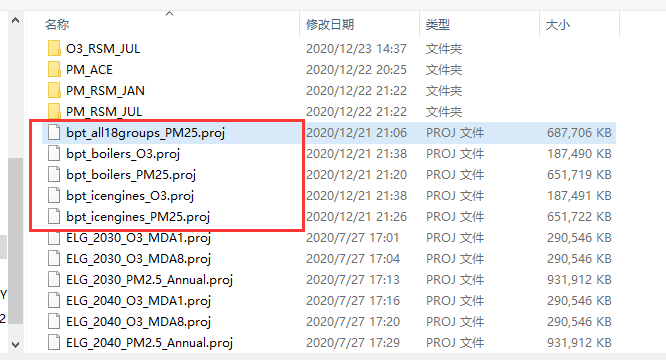 名称 修改日期 类型 大小
O3_RSM_JUL 2020/12/23 14:37 文件夹
PM_ACE 2020/12/22 20:25 文件夹
PM_RSM_JAN 2020/12/22 21:22 文件夹
PM_RSM_JUL 2020/12/22 21:22 文件夹
bpt_all18groups_PM25.proj 2020/12/21 21:06 PROJ 文件 687,706 KB
bpt_boilers_O3.proj 2020/12/21 21:38 PROJ 文件 187,490 KB
bpt_boilers_PM25.proj 2020/12/21 21:38 PROJ 文件 651,719 KB
bpt_icengines_O3.proj 2020/12/21 21:38 PROJ 文件 187,491 KB
bpt_icengines_PM25.proj 2020/12/21 21:26 PROJ 文件 651,722 KB
ELG_2030_O3_MDA1.proj 2020/7/27 17:01 PROJ 文件 290,546 KB
ELG_2030_O3_MDA8.proj 2020/7/27 17:04 PROJ 文件 290,546 KB
ELG_2030_PM2.5_Annual.proj 2020/7/27 17:13 PROJ 文件 931,912 KB
Y ELG_2040_O3_MDA1.proj 2020/7/27 17:16 PROJ 文件 290,546 KB
2 ELG_2040_O3_MDA8.proj 2020/7/27 17:20 PROJ 文件 290,546 KB
ELG_2040_PM2.5_Annual.proj 2020/7/27 17:29 PROJ 文件 931,912 KB